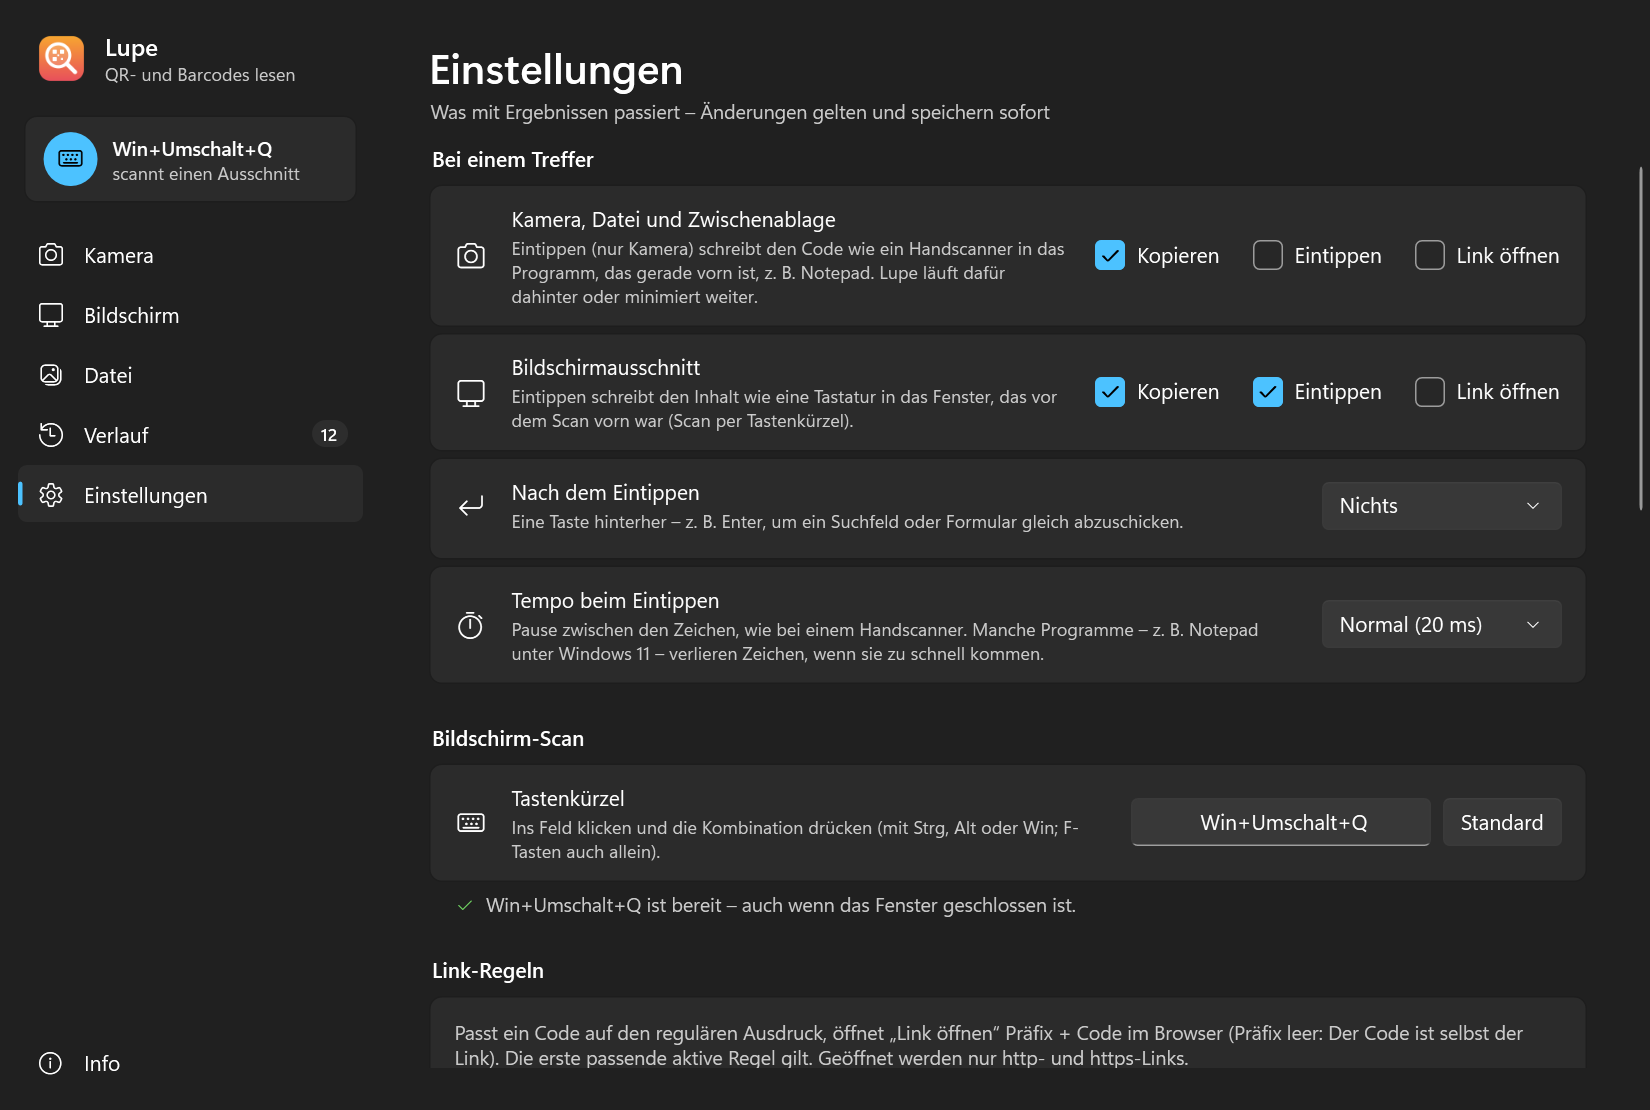 Lupe
QR- und Barcodes lesen
Win+Umschalt+Q
scannt einen Ausschnitt
Kamera
Bildschirm
Datei
Verlauf
12
Einstellungen
Info
Einstellungen
Was mit Ergebnissen passiert – Änderungen gelten und speichern sofort
Bei einem Treffer
Kamera, Datei und Zwischenablage
Eintippen (nur Kamera) schreibt den Code wie ein Handscanner in das
Programm, das gerade vorn ist, z. B. Notepad. Lupe läuft dafür
dahinter oder minimiert weiter.
Kopieren
Eintippen
Link öffnen
Bildschirmausschnitt
Eintippen schreibt den Inhalt wie eine Tastatur in das Fenster, das vor
dem Scan vorn war (Scan per Tastenkürzel).
Kopieren
Eintippen
Link öffnen
Nach dem Eintippen
Eine Taste hinterher – z. B. Enter, um ein Suchfeld oder Formular gleich abzuschicken.
Nichts
Tempo beim Eintippen
Pause zwischen den Zeichen, wie bei einem Handscanner. Manche Programme – z. B. Notepad
unter Windows 11 – verlieren Zeichen, wenn sie zu schnell kommen.
Normal (20 ms)
Bildschirm-Scan
Tastenkürzel
Ins Feld klicken und die Kombination drücken (mit Strg, Alt oder Win; F-
Tasten auch allein).
Win+Umschalt+Q
Standard
Win+Umschalt+Q ist bereit – auch wenn das Fenster geschlossen ist.
Link-Regeln
Passt ein Code auf den regulären Ausdruck, öffnet „Link öffnen“ Präfix + Code im Browser (Präfix leer: Der Code ist selbst der
Link). Die erste passende aktive Regel gilt. Geöffnet werden nur http- und https-Links.